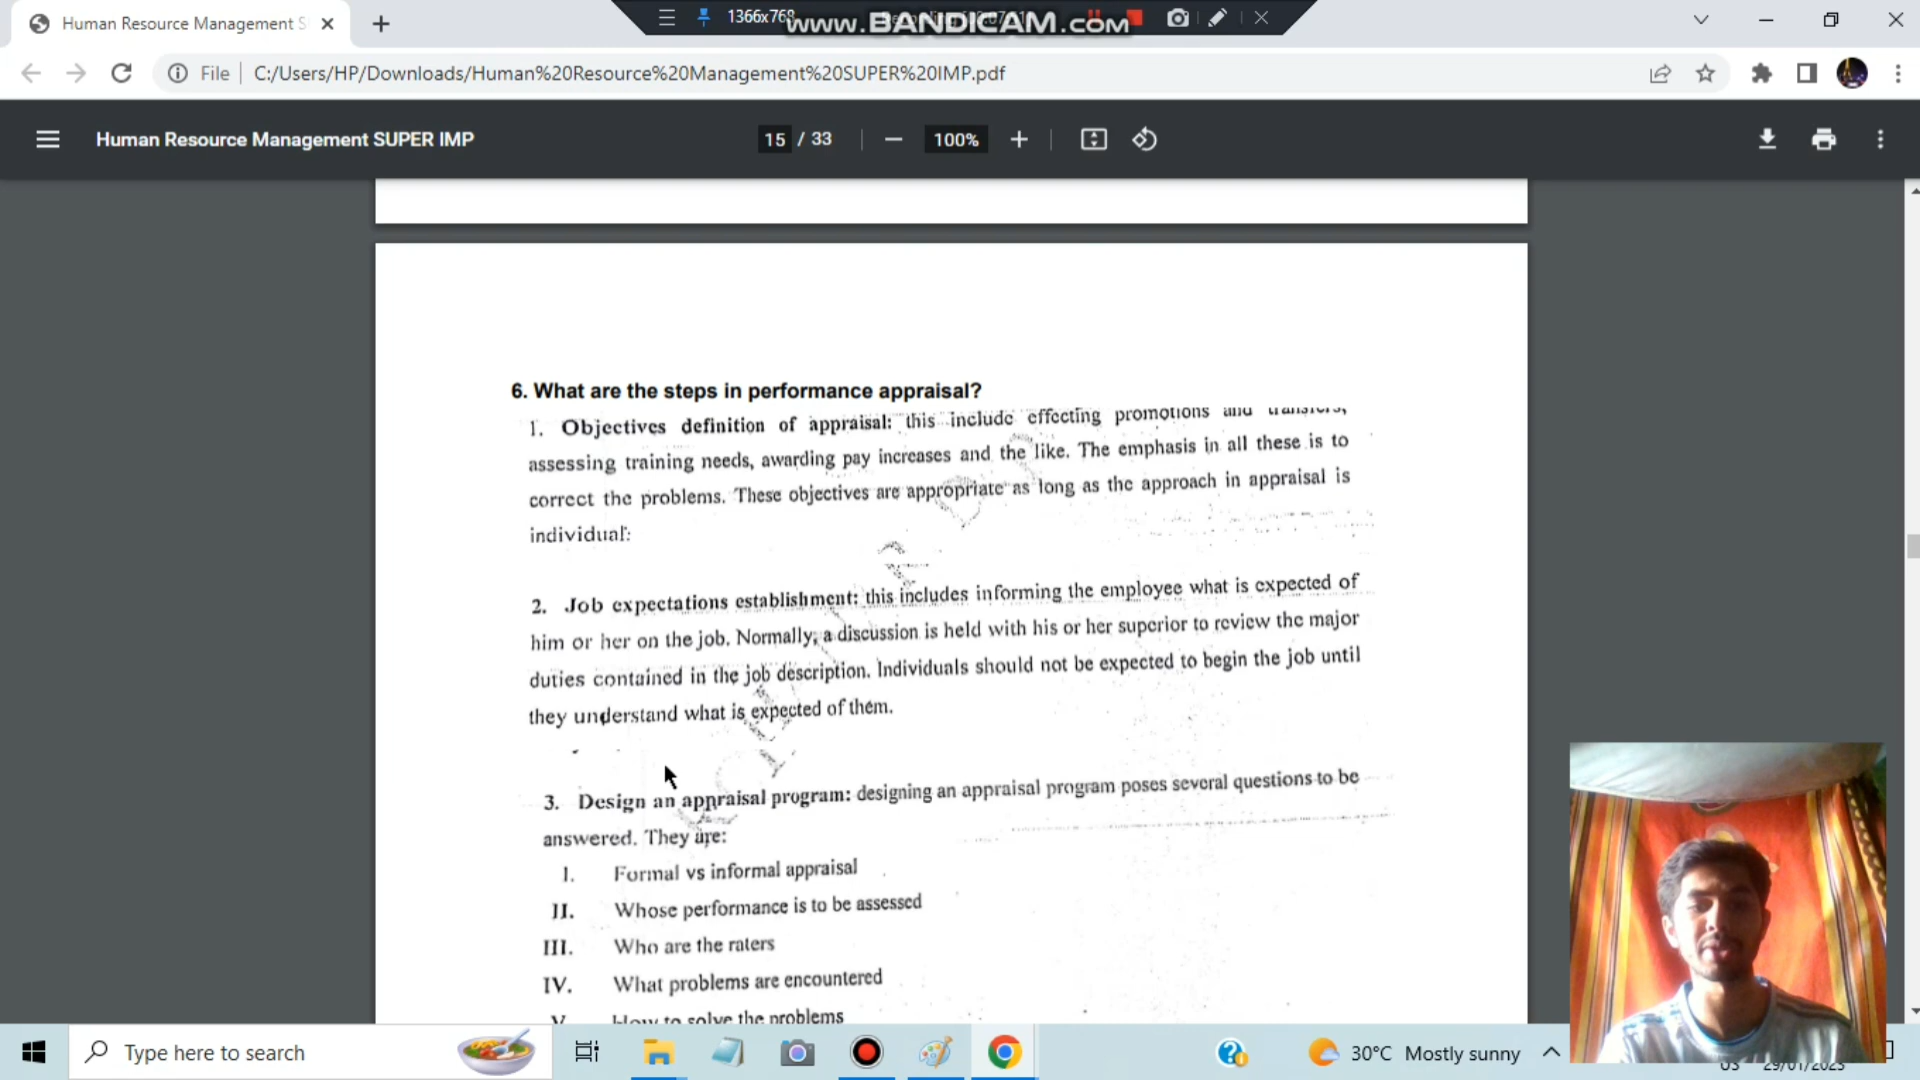 Human Resource Management S
1366x768
www.BANDICAM.com
File
C:/Users/HP/Downloads/Human%20Resource%20Management%20SUPER%20IMP.pdf
Human Resource Management SUPER IMP
15 / 33
100%
6. What are the steps in performance appraisal?
1. Objectives definition of appraisal: this include effecting promotions and transfers,
assessing training needs, awarding pay increases and the like. The emphasis in all these is to
correct the problems. These objectives are appropriate as long as the approach in appraisal is
individual:
2. Job expectations establishment: this includes informing the employee what is expected of
him or her on the job. Normally, a discussion is held with his or her superior to review the major
duties contained in the job description. Individuals should not be expected to begin the job until
they understand what is expected of them.
3. Design an appraisal program: designing an appraisal program poses several questions to be
answered. They are:
I. Formal vs informal appraisal
II. Whose performance is to be assessed
III. Who are the raters
IV. What problems are encountered
V. How to solve the problems
Type here to search
30°C Mostly sunny
29/01/2023